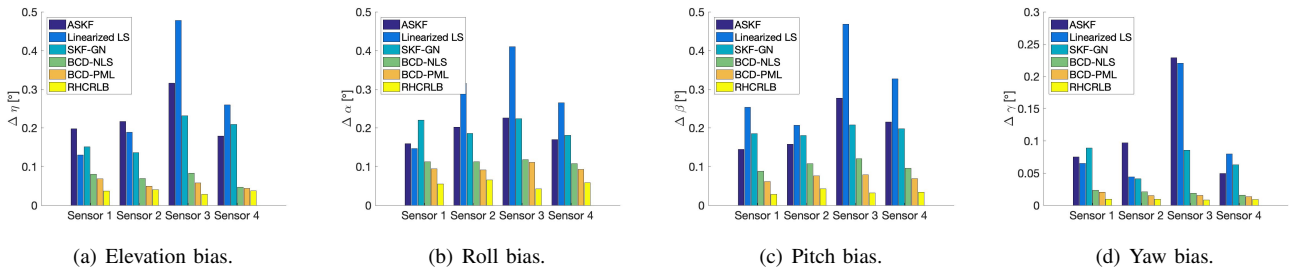 0.5
0.4
0.3
0.2
0.1
0
Δ η [°]
ASKF
Linearized LS
SKF-GN
BCD-NLS
BCD-PML
RHCRLB
Sensor 1 Sensor 2 Sensor 3 Sensor 4
(a) Elevation bias.
0.5
0.4
0.3
0.2
0.1
0
Δ α [°]
ASKF
Linearized LS
SKF-GN
BCD-NLS
BCD-PML
RHCRLB
Sensor 1 Sensor 2 Sensor 3 Sensor 4
(b) Roll bias.
0.5
0.4
0.3
0.2
0.1
0
Δ β [°]
ASKF
Linearized LS
SKF-GN
BCD-NLS
BCD-PML
RHCRLB
Sensor 1 Sensor 2 Sensor 3 Sensor 4
(c) Pitch bias.
0.3
0.25
0.2
0.15
0.1
0.05
0
Δ γ [°]
ASKF
Linearized LS
SKF-GN
BCD-NLS
BCD-PML
RHCRLB
Sensor 1 Sensor 2 Sensor 3 Sensor 4
(d) Yaw bias.